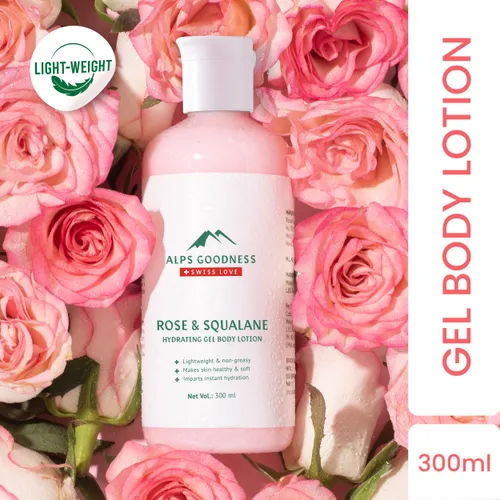 LIGHT-WEIGHT
ALPS GOODNESS
SWISS LOVE
ROSE & SQUALANE
HYDRATING GEL BODY LOTION
+ Lightweight & non-greasy
+ Makes skin healthy & soft
+ Imparts instant hydration
Net Vol.: 300 ml
GEL BODY LOTION
300ml